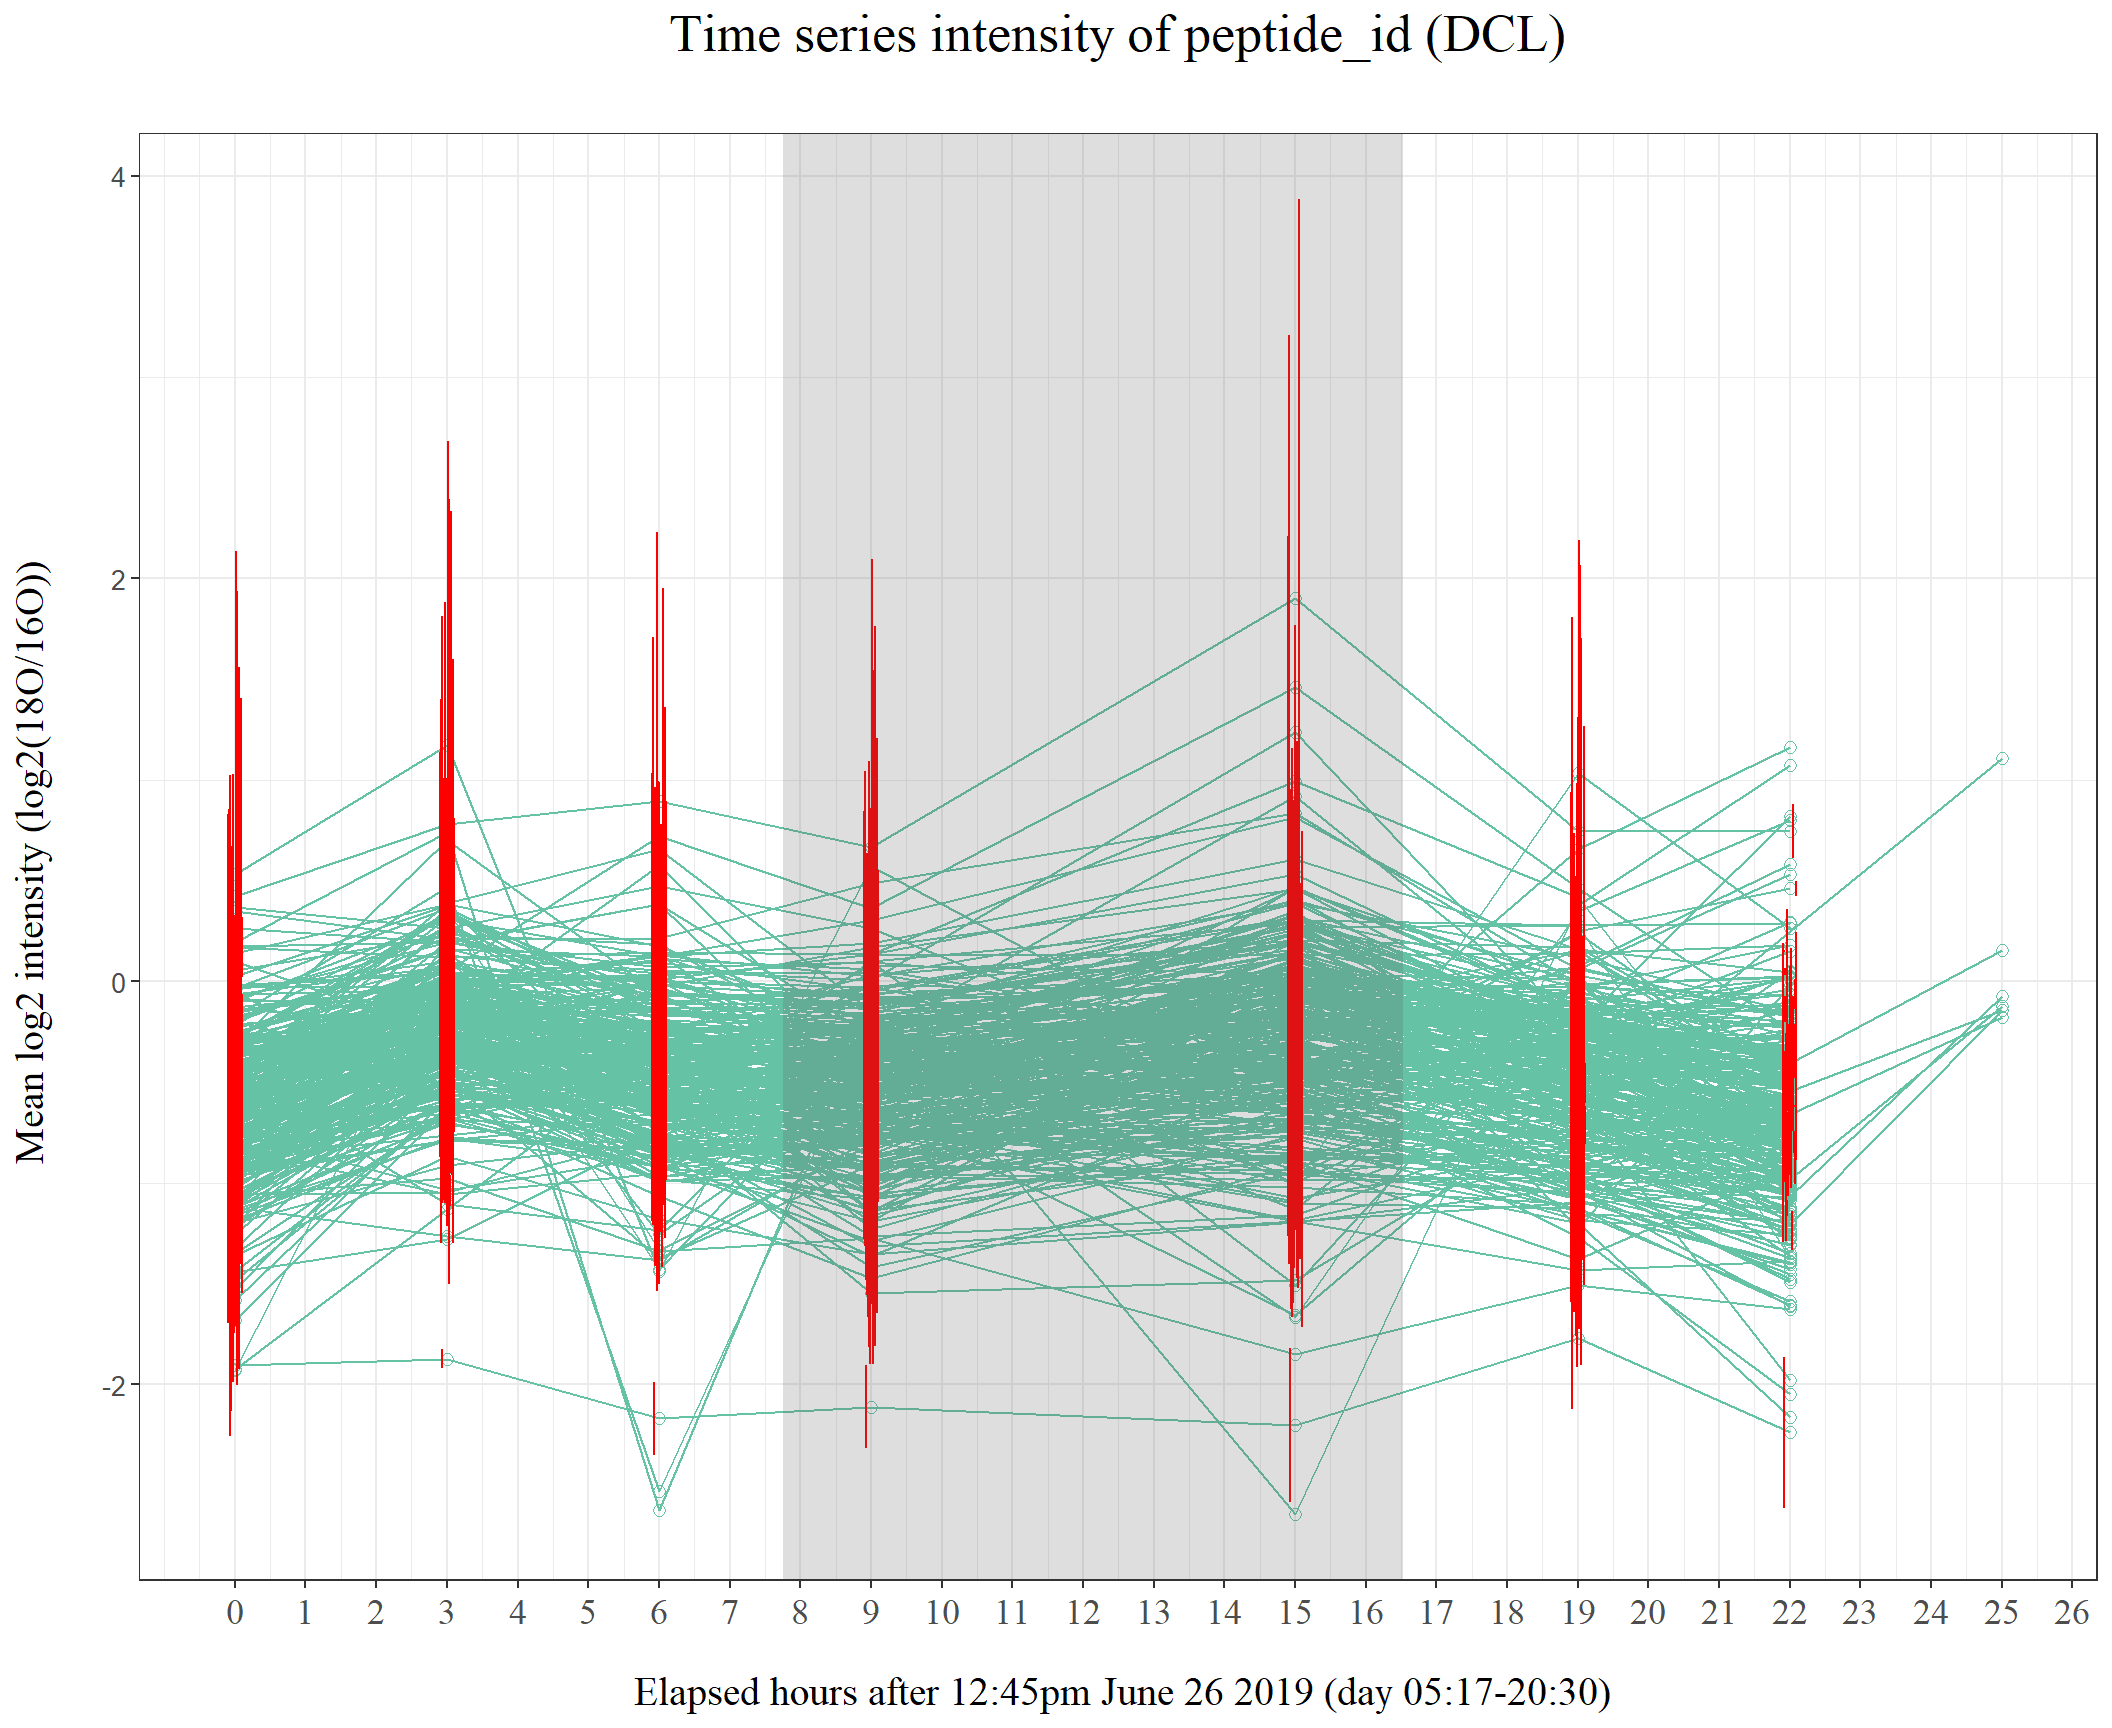 Time series intensity of peptide_id (DCL)
Mean log2 intensity (log2(18O/16O))
4
2
0
-2
0 1 2 3 4 5 6 7 8 9 10 11 12 13 14 15 16 17 18 19 20 21 22 23 24 25 26
Elapsed hours after 12:45pm June 26 2019 (day 05:17-20:30)